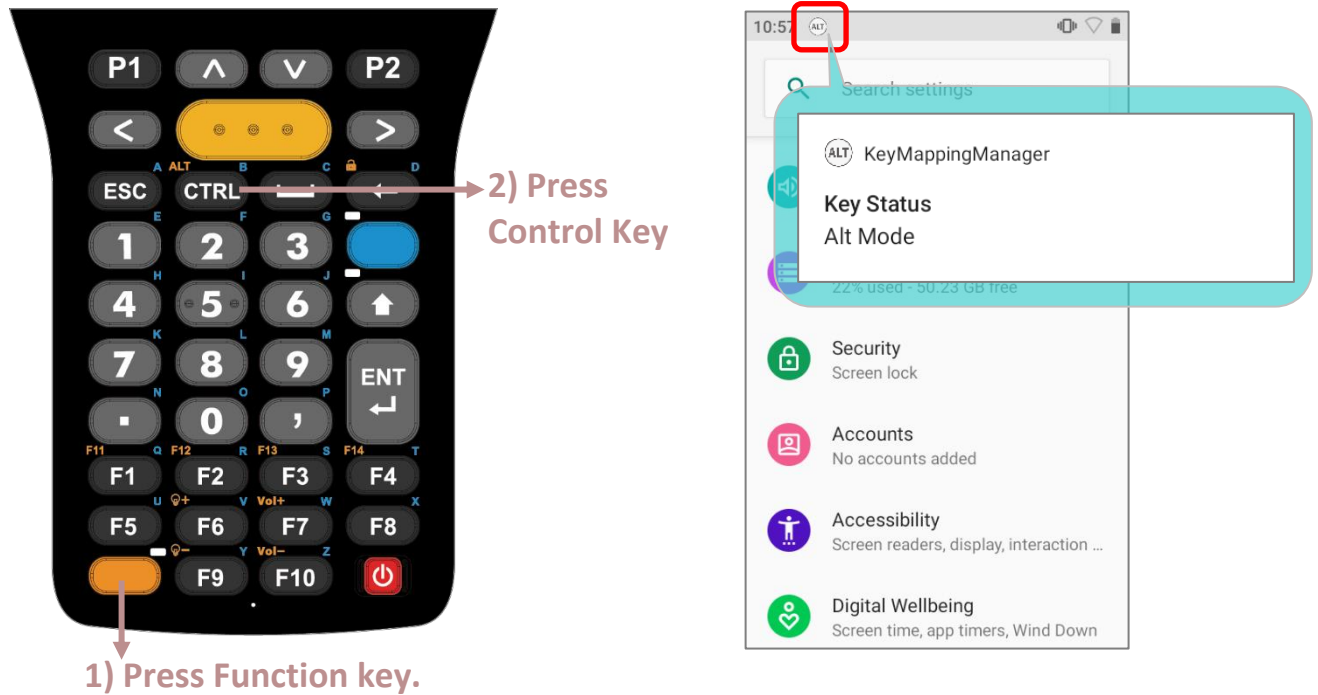 P1 P2
A ALT B C D
ESC CTRL
E F G
1 2 3
H I J
4 5 6
K L M
7 8 9 ENT
N O P
. 0 ,
F11 Q F12 R F13 S F14 T
F1 F2 F3 F4
U + V Vol+ W X
F5 F6 F7 F8
- Y Vol- Z
F9 F10
2) Press
Control Key
1) Press Function key.
10:57 ALT
Search settings
ALT KeyMappingManager
Key Status
Alt Mode
22% used - 50.23 GB free
Security
Screen lock
Accounts
No accounts added
Accessibility
Screen readers, display, interaction ...
Digital Wellbeing
Screen time, app timers, Wind Down